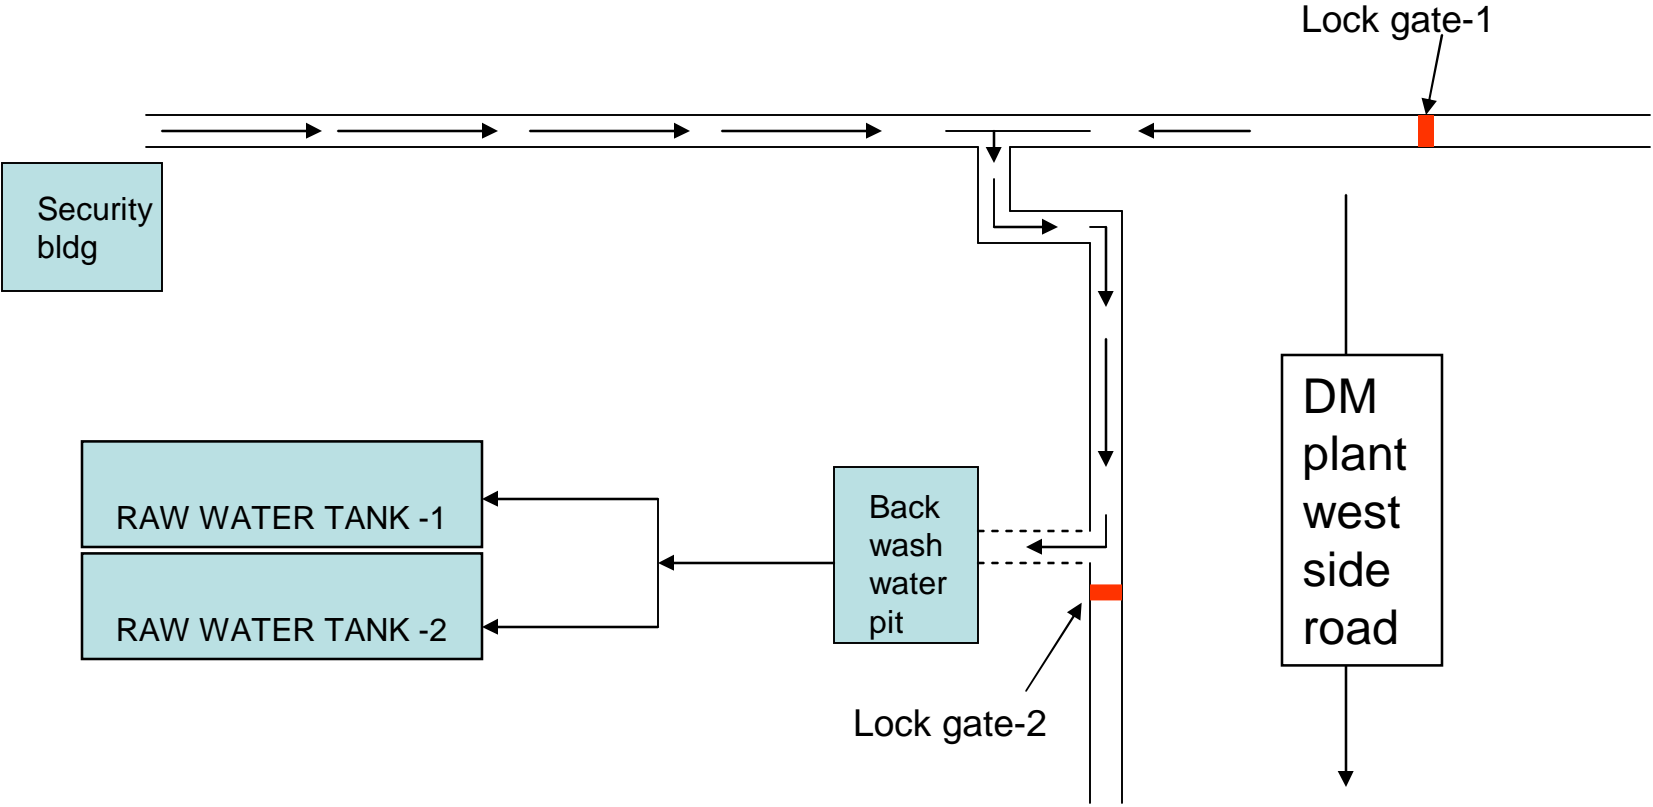 Lock gate-1
Security
bldg
DM
plant
west
side
road
RAW WATER TANK -1
RAW WATER TANK -2
Back
wash
water
pit
Lock gate-2